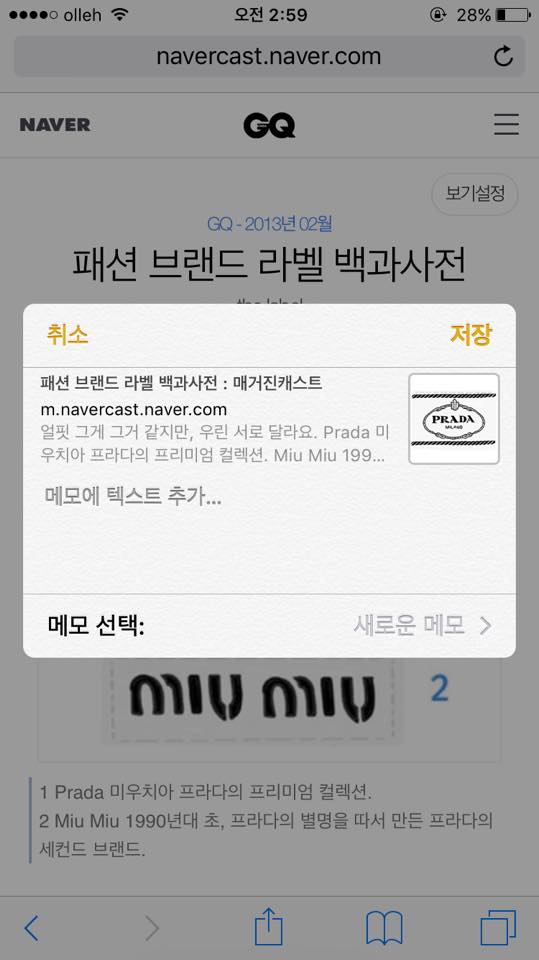 olleh 오전 2:59 28%
navercast.naver.com
NAVER GQ
보기설정
GQ - 2013년 02월
패션 브랜드 라벨 백과사전
the label
취소 저장
패션 브랜드 라벨 백과사전 : 매거진캐스트
m.navercast.naver.com
얼핏 그게 그거 같지만, 우린 서로 달라요. Prada 미
우치아 프라다의 프리미엄 컬렉션. Miu Miu 199...
PRADA
MILANO
메모에 텍스트 추가...
메모 선택: 새로운 메모
miu miu 2
1 Prada 미우치아 프라다의 프리미엄 컬렉션.
2 Miu Miu 1990년대 초, 프라다의 별명을 따서 만든 프라다의
세컨드 브랜드.